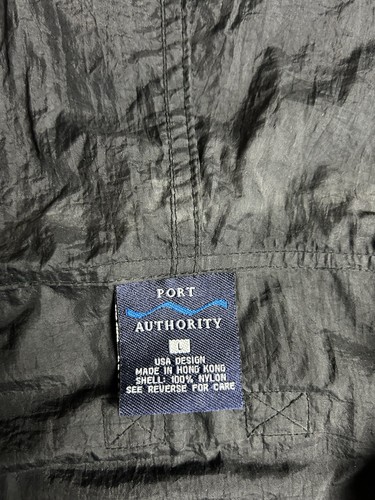 PORT
AUTHORITY
L
USA DESIGN
MADE IN HONG KONG
SHELL: 100% NYLON
SEE REVERSE FOR CARE